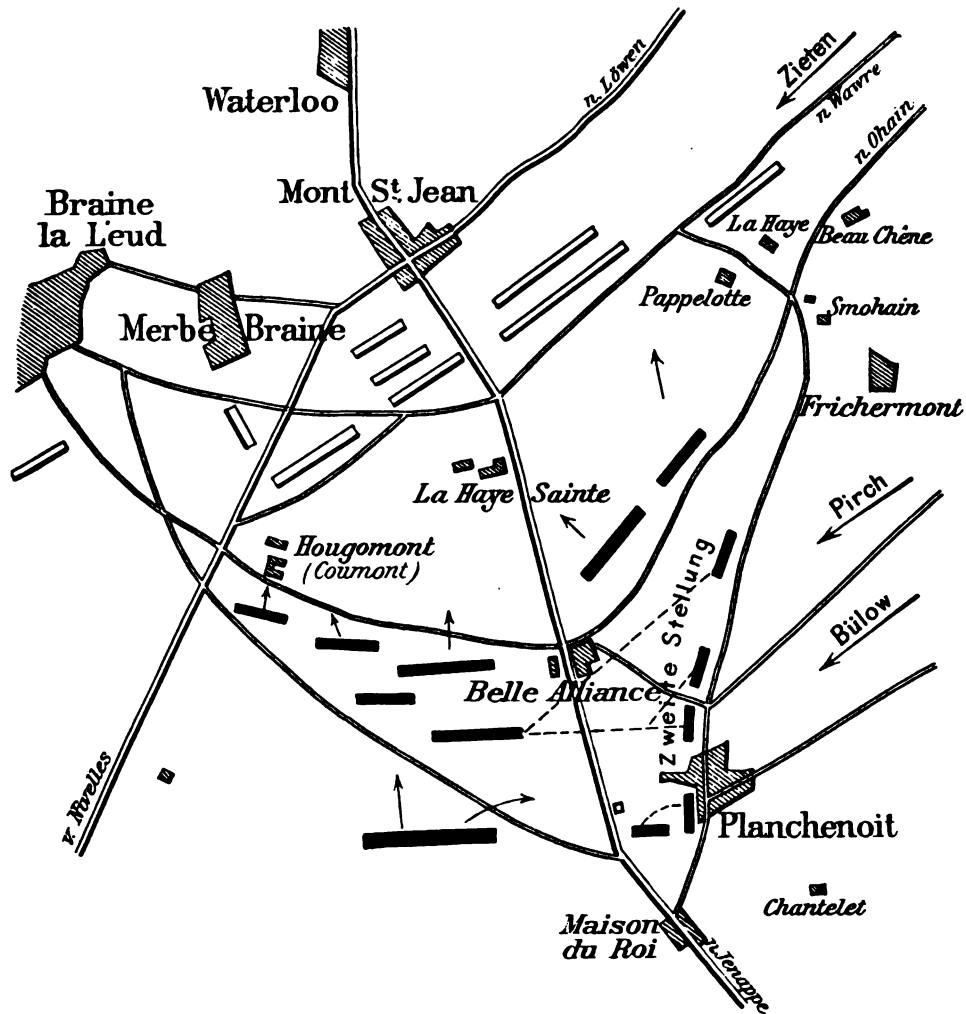 Waterloo
n. Löwen
Zieten
n Wawre
n. Ohain
Mont St. Jean
Braine
la L'eud
La Haye
Beau Chêne
Pappelotte
Smohain
Merbe Braine
Frichermont
La Haye Sainte
Pirch
Hougomont
(Coumont)
Zweite Stellung
Bülow
Belle Alliance
v. Nivelles
Planchenoit
Chantelet
Maison
du Roi
n. Jenappe